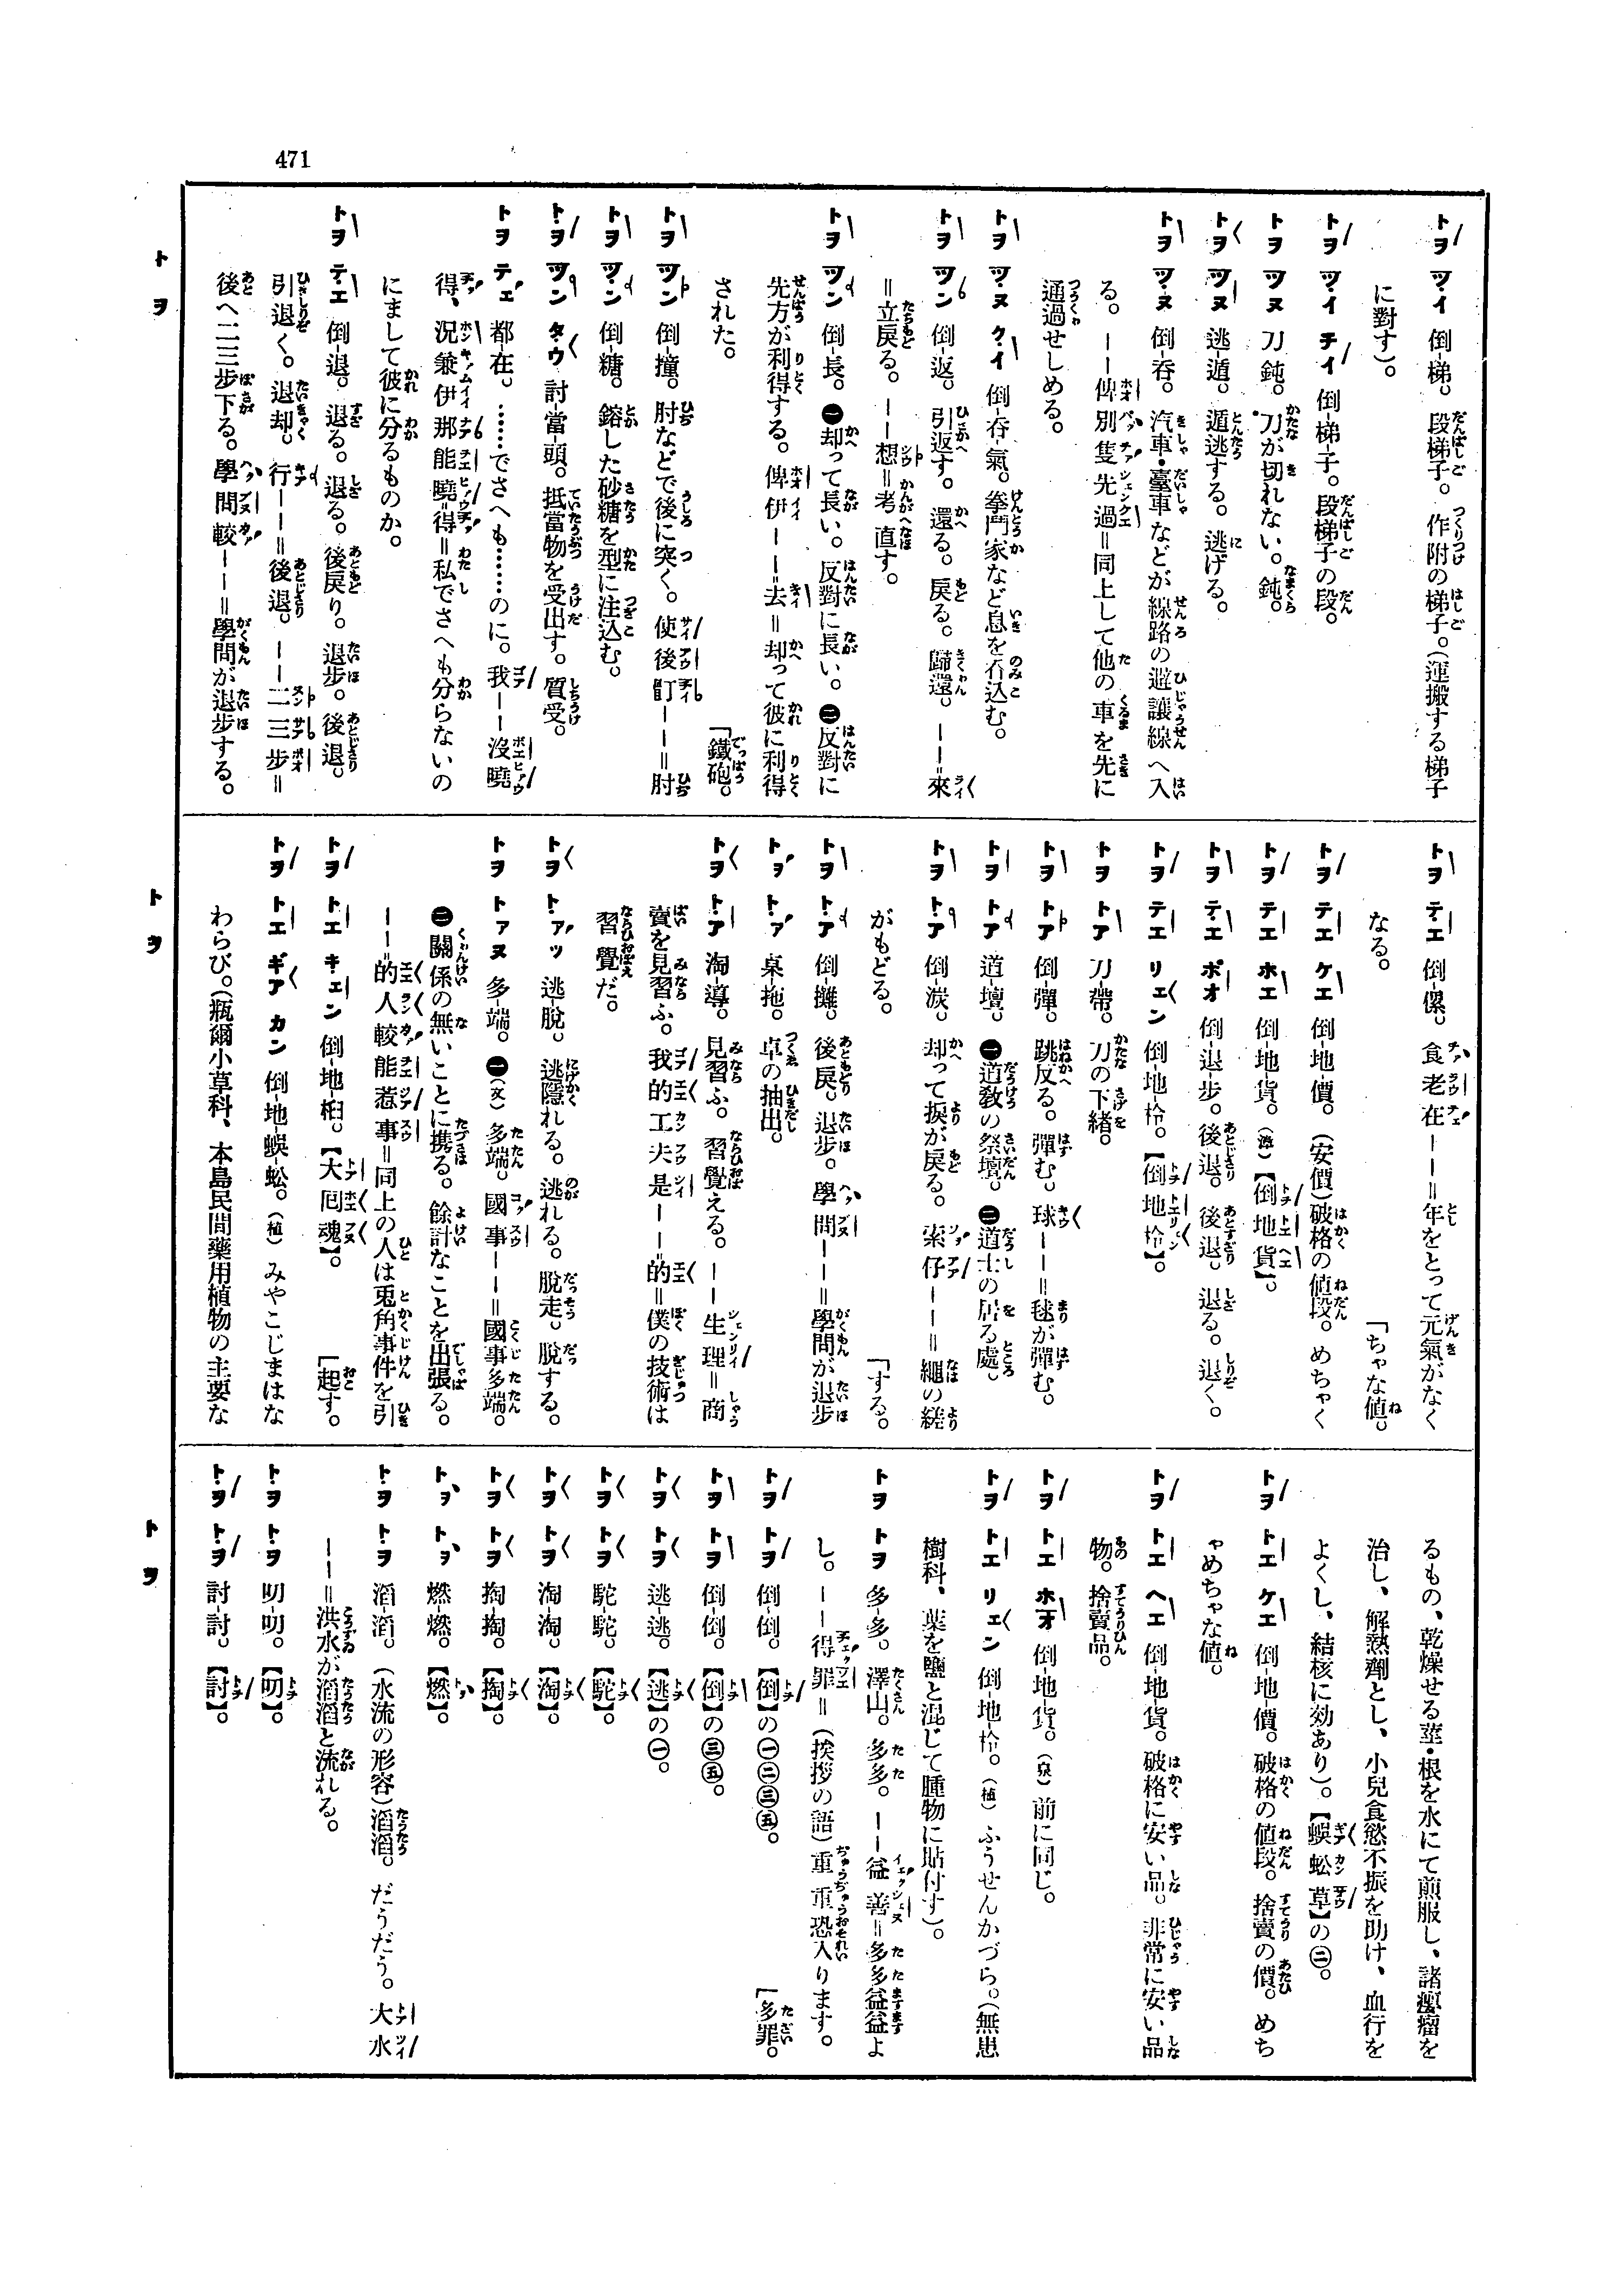 471
トヲ ツイ 倒-梯。段梯子。作附の梯子。(運搬する梯子
に對す)。
トヲ ツイ チイ 倒-梯-子。段梯子の段。
トヲ ツヌ 刀鈍。刀が切れない。鈍。
トヲ ツヌ 逃-遁。遁逃する。逃げる。
トヲ ツヌ 倒-呑。汽車・臺車などが線路の避讓線へ入
る。――俾別隻先過=同上して他の車を先に
通過せしめる。
トヲ ツヌ クイ 倒-呑-氣。拳鬥家など息を呑込む。
トヲ ツン 倒-返。引返す。還る。戻る。歸還。――來
=立戻る。――想=考直す。
トヲ ツン 倒-長。㊀却って長い。反對に長い。㊁反對に
先方が利得する。俾伊――去=却って彼に利得
された。「鐵砲。
トヲ ツン 倒-撞。肘などで後に突く。使後䩢――=肘
トヲ ツン 倒-糖。鎔した砂糖を型に注込む。
トヲ ツン タウ 討-當-頭。抵當物を受出す。質受。
トヲ テェ 都-在。……でさへも……のに。我――沒曉
得、況兼伊那能曉得=私でさへも分らないの
にまして彼に分るものか。
トヲ テエ 倒-退。退る。退る。後戻り。退步。後退。
引退く。退却。行――=後退。――二三步=
後へ二三步下る。學問較――=學問が退步する。
トヲ テエ 倒-傫。食老在――=年をとって元氣がなく
なる。「ちゃな値。
トヲ テエ ケエ 倒-地-價。(安價)破格の値段。めちゃく
トヲ テエ ホエ 倒-地-貨。(漳)【倒地貨】。
トヲ テエ ポオ 倒-退-步。後退。後退。退る。退く。
トヲ テエ リェン 倒-地-柃。【倒地柃】。
トヲ トア 刀-帶。刀の下緒。
トヲ トア 倒-彈。跳反る。彈む。球――=毬が彈む。
トヲ トア 道-壇。㊀道敎の祭壇。㊁道士の居る處。
トヲ トア 倒-㳮。却って捩が戻る。索仔――=繩の縒
がもどる。「する。
トヲ トア 倒-攤。後戻。退步。學問――=學問が退步
トヲ トァ 桌-拖。卓の抽出。
トヲ トア 淘-導。見習ふ。習覺える。――生理=商
賣を見習ふ。我的工夫是――的=僕の技術は
習覺だ。
トヲ トァッ 逃-脫。逃隱れる。逃れる。脫走。脫する。
トヲ トァヌ 多-端。㊀(文)多端。國事――=國事多端。
㊁關係の無いことに携る。餘計なことを出張る。
――的人較能惹事=同上の人は兎角事件を引
トヲ トエ キェン 倒-地-梠。【大囘魂】。「起す。
トヲ トエ ギア カン 倒-地-蜈-蚣。(植)みやこじまはな
わらび。(瓶爾小草科、本島民間藥用植物の主要な
るもの、乾燥せる莖・根を水にて煎服し、諸癭瘤を
治し、解熱劑とし、小兒食慾不振を助け、血行を
よくし、結核に効あり)。【蜈蚣草】の㊁。
トヲ トエ ケエ 倒-地-價。破格の値段。捨賣の價。めち
ゃめちゃな値。
トヲ トエ ヘエ 倒-地-貨。破格に安い品。非常に安い品
物。捨賣品。
トヲ トエ ホオ 倒-地-貨。(泉)前に同じ。
トヲ トエ リェン 倒-地-柃。(植)ふうせんかづら。(無患
樹科、葉を鹽と混じて腫物に貼付す)。
トヲ トヲ 多-多。澤山。多多。――益善=多多益益よ
し。――得罪=(挨拶の語)重重恐入ります。
「多罪。
トヲ トヲ 倒-倒。【倒】の㊀㊁㊂㊄。
トヲ トヲ 倒-倒。【倒】の㊂㊄。
トヲ トヲ 逃-逃。【逃】の㊀。
トヲ トヲ 駝-駝。【駝】。
トヲ トヲ 淘-淘。【淘】。
トヲ トヲ 掏-掏。【掏】。
トヲ トヲ 燃-燃。【燃】。
トヲ トヲ 滔-滔。(水流の形容)滔滔。だうだう。大水
――=洪水が滔滔と流れる。
トヲ トヲ 叨-叨。【叨】。
トヲ トヲ 討-討。【討】。
トヲ
トヲ
トヲ